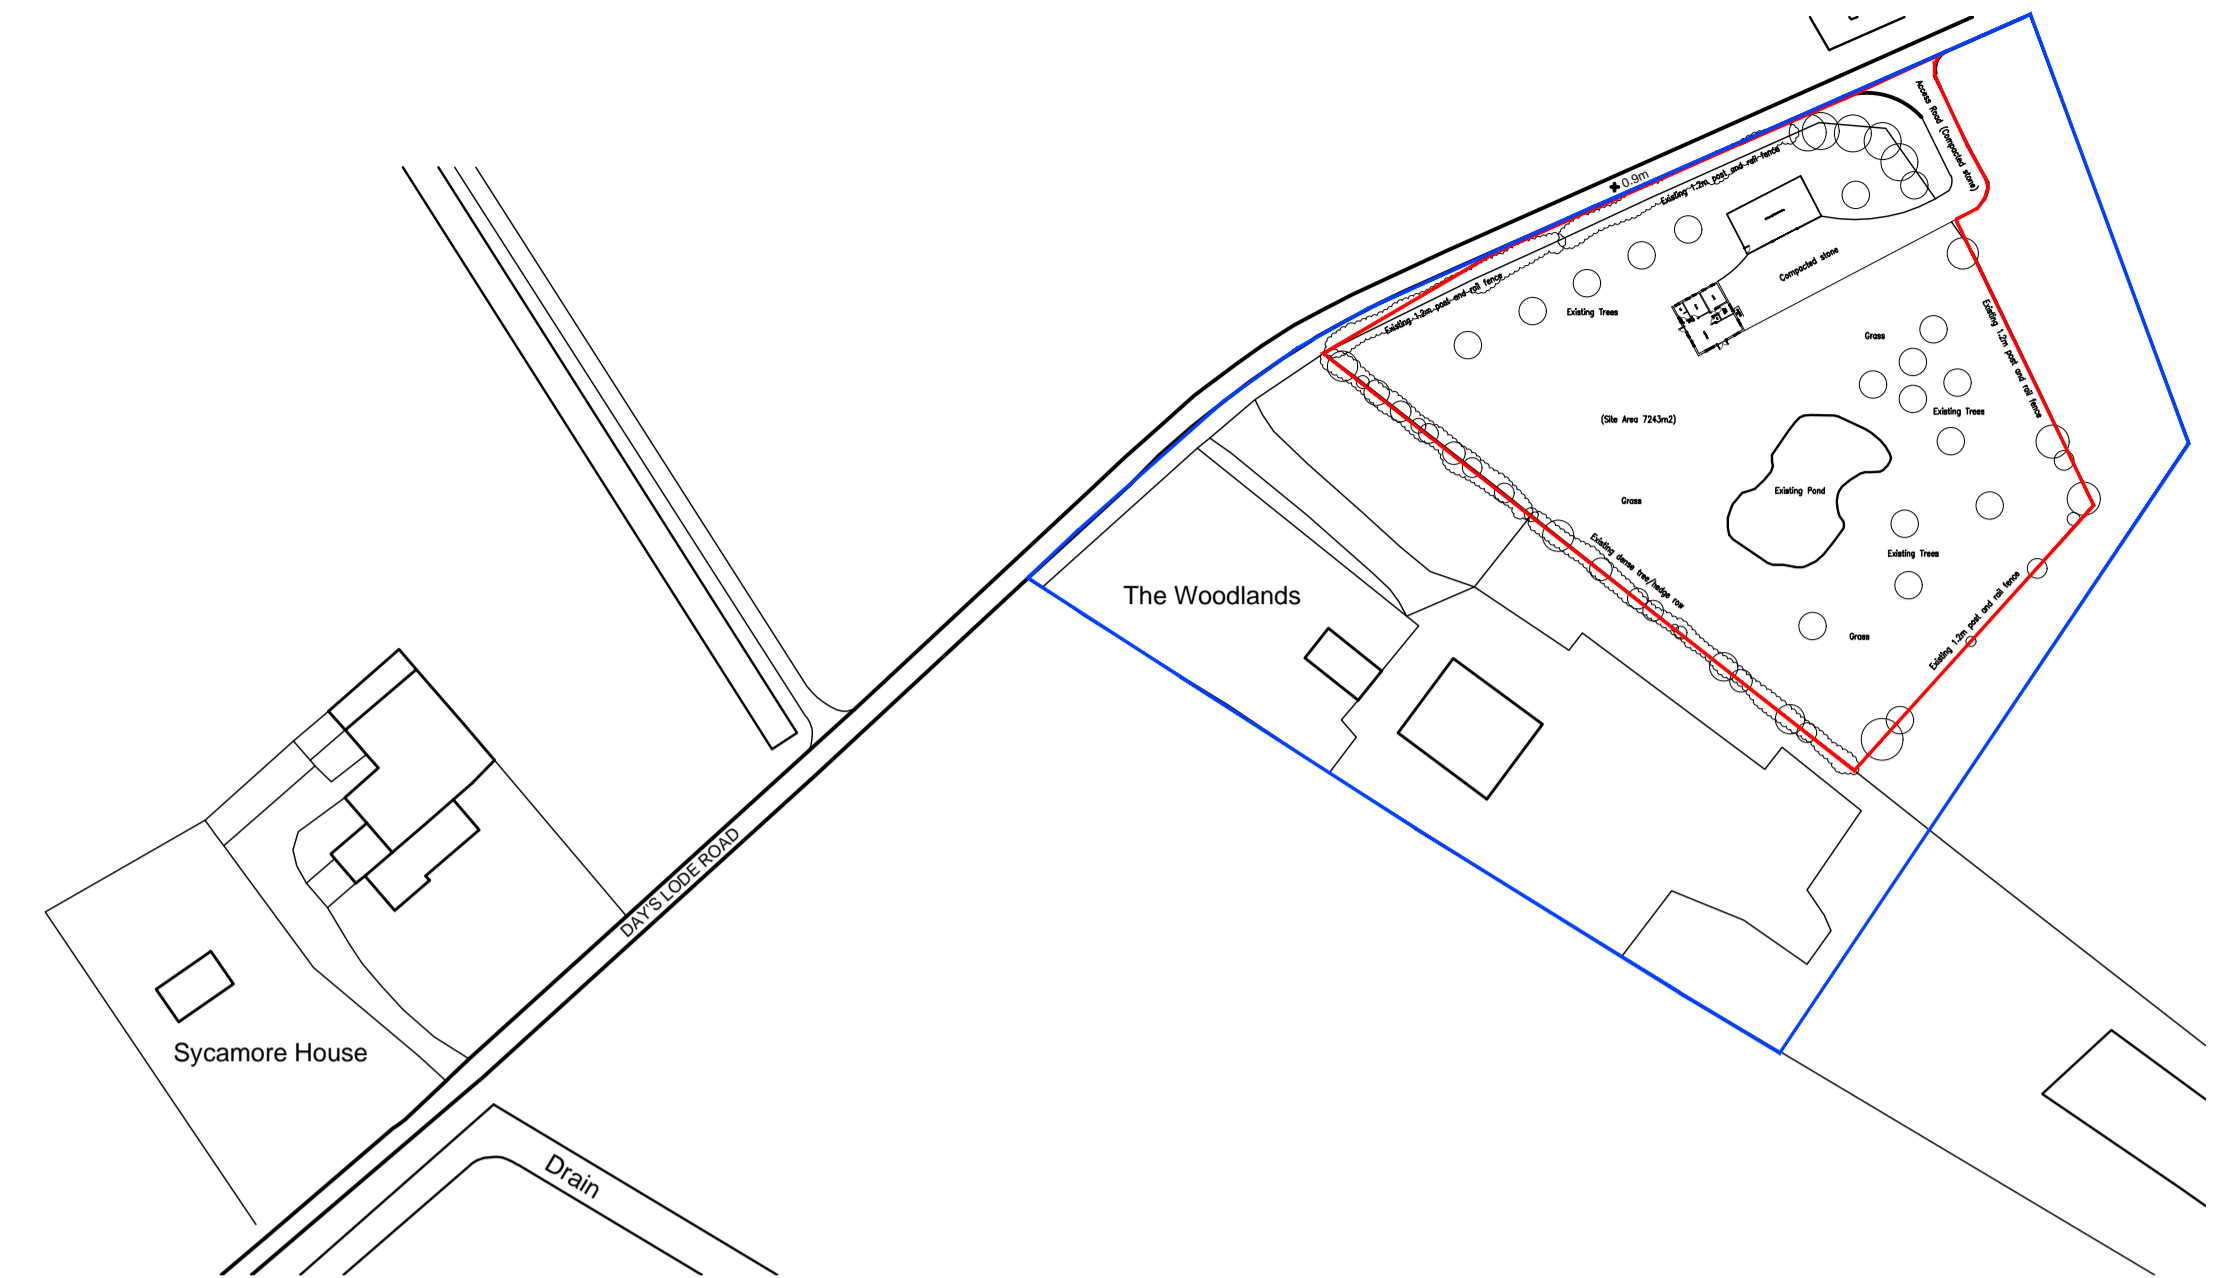 Access Road (Compacted stone)
Existing 1.2m post and rail fence
0.9m
Compacted stone
Existing 1.2m post and rail fence
Existing Trees
Existing 1.2m post and rail fence
Grass
Existing Trees
(Site Area 7243m2)
Existing Pond
Grass
Existing Trees
Existing dense tree/hedge row
The Woodlands
Existing 1.2m post and rail fence
Grass
DAY'S LODE ROAD
Sycamore House
Drain